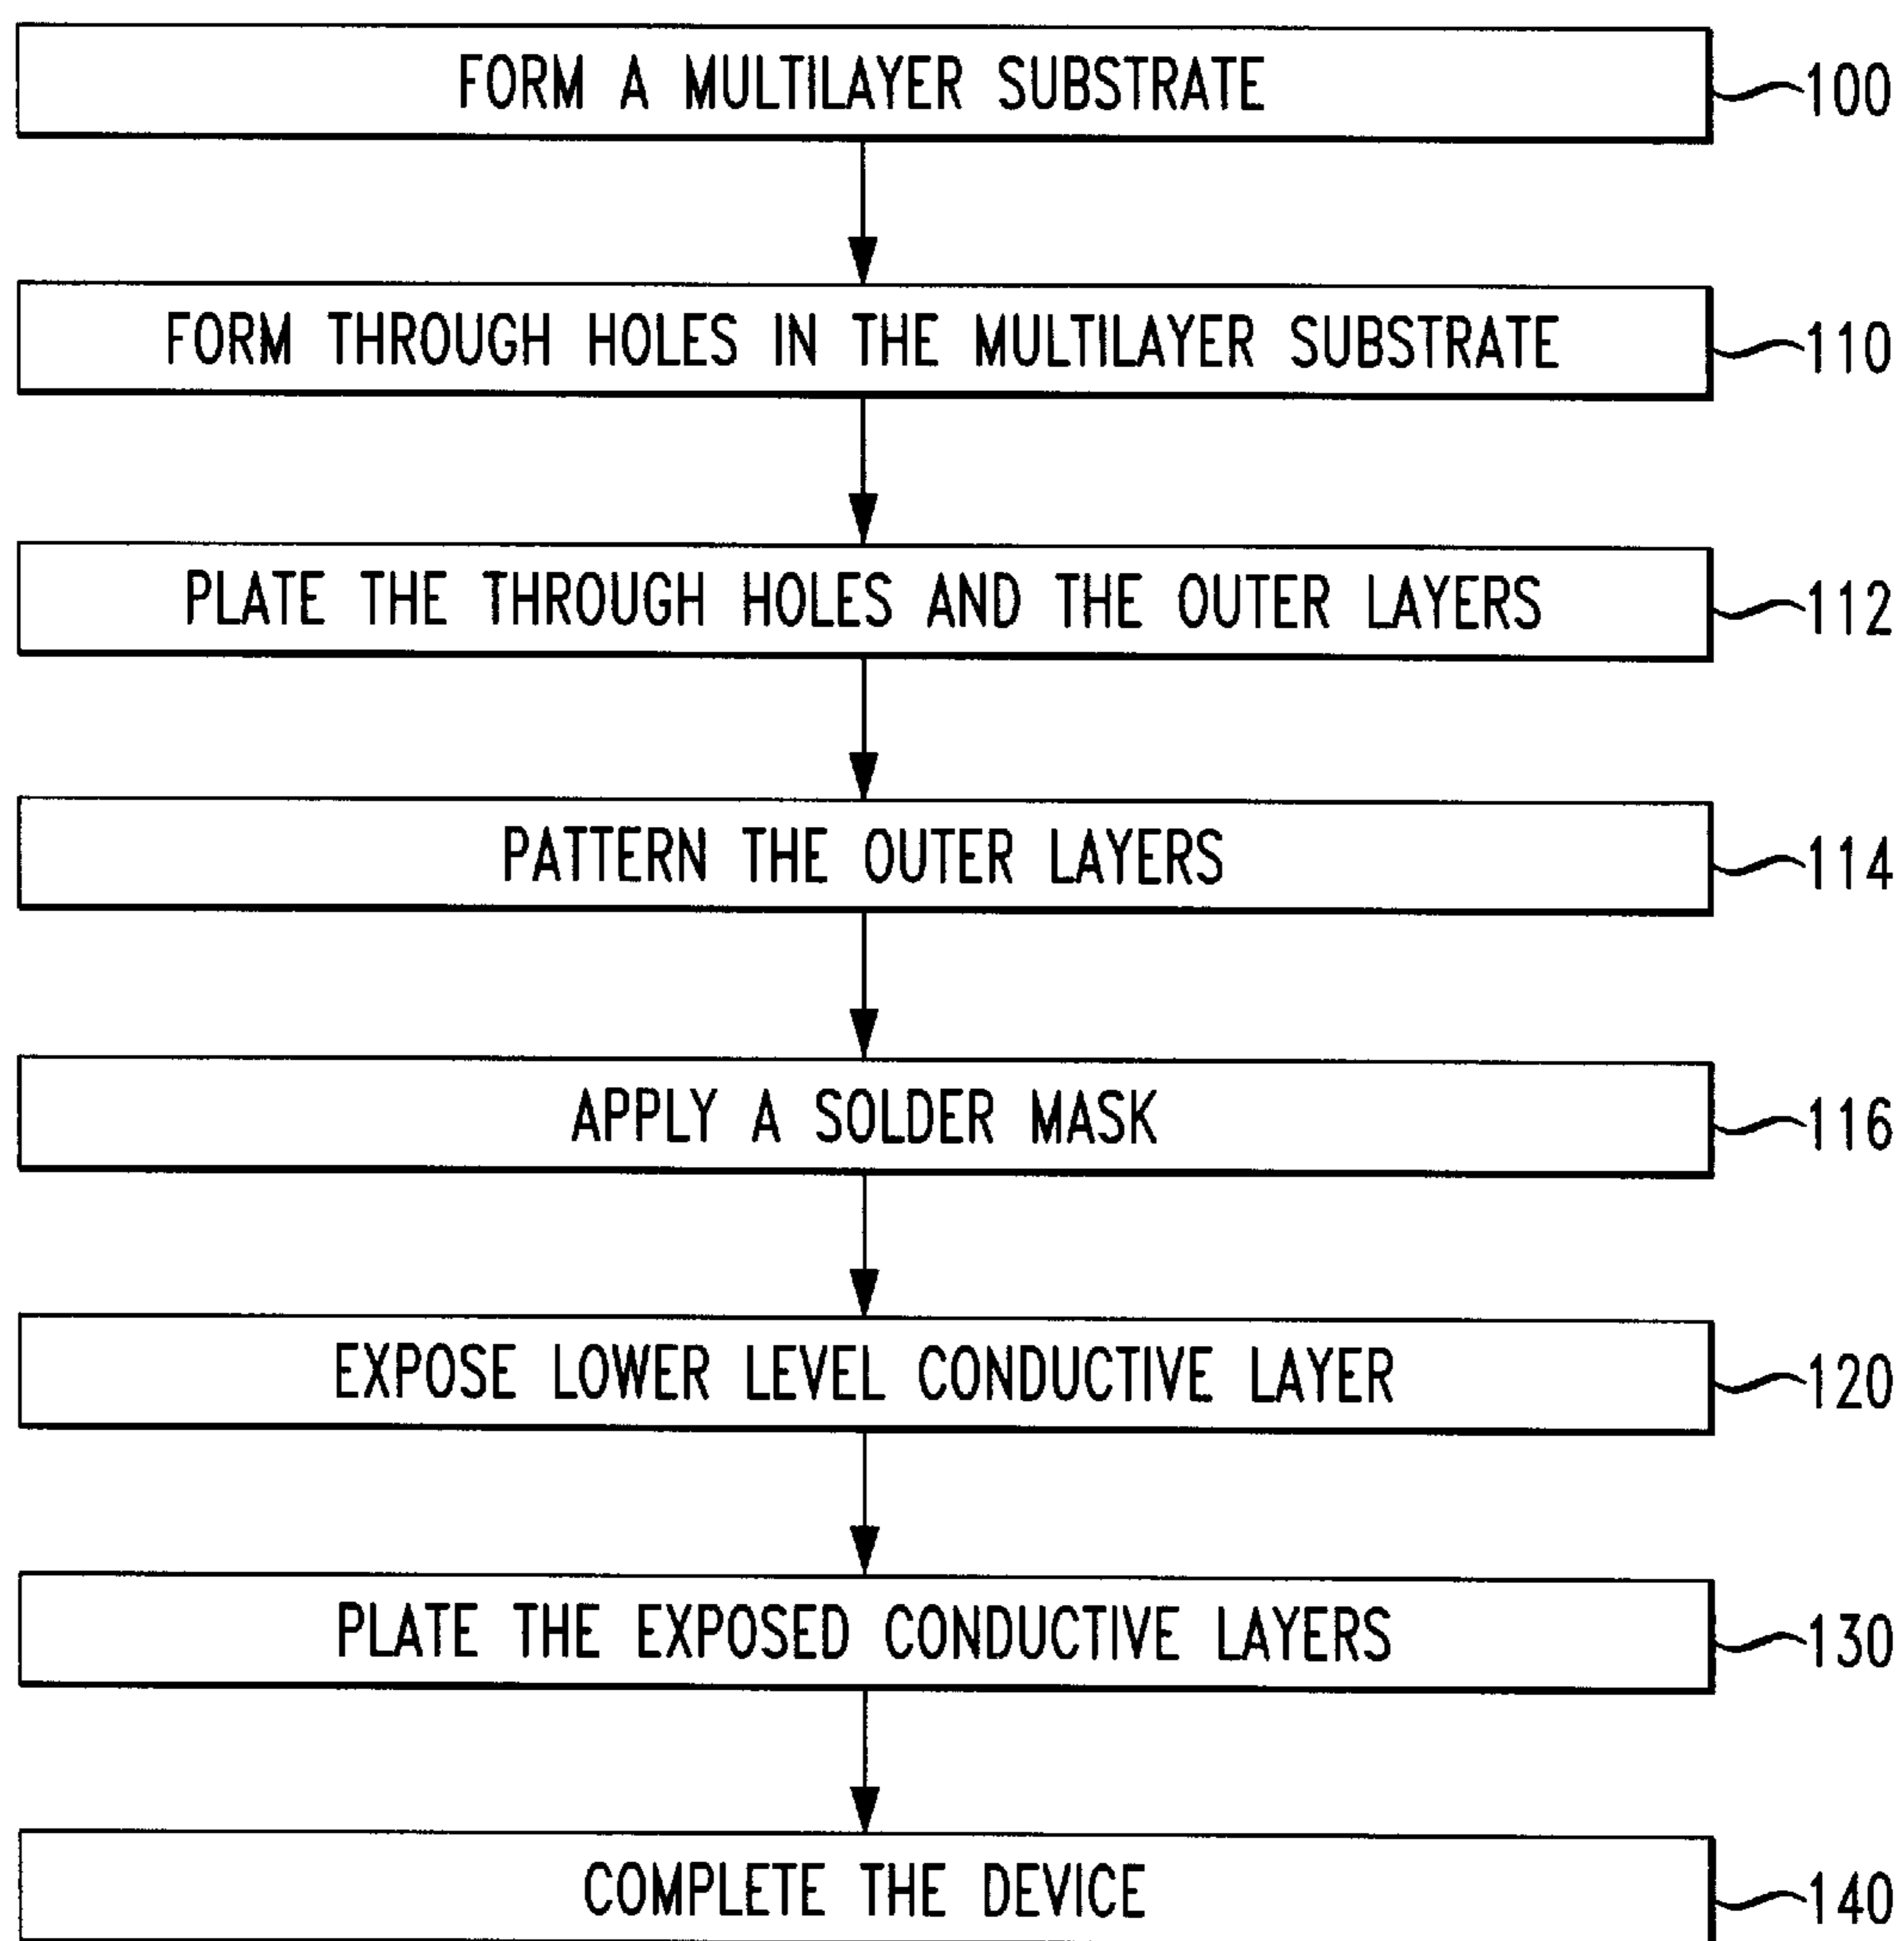 FORM A MULTILAYER SUBSTRATE 100
FORM THROUGH HOLES IN THE MULTILAYER SUBSTRATE 110
PLATE THE THROUGH HOLES AND THE OUTER LAYERS 112
PATTERN THE OUTER LAYERS 114
APPLY A SOLDER MASK 116
EXPOSE LOWER LEVEL CONDUCTIVE LAYER 120
PLATE THE EXPOSED CONDUCTIVE LAYERS 130
COMPLETE THE DEVICE 140